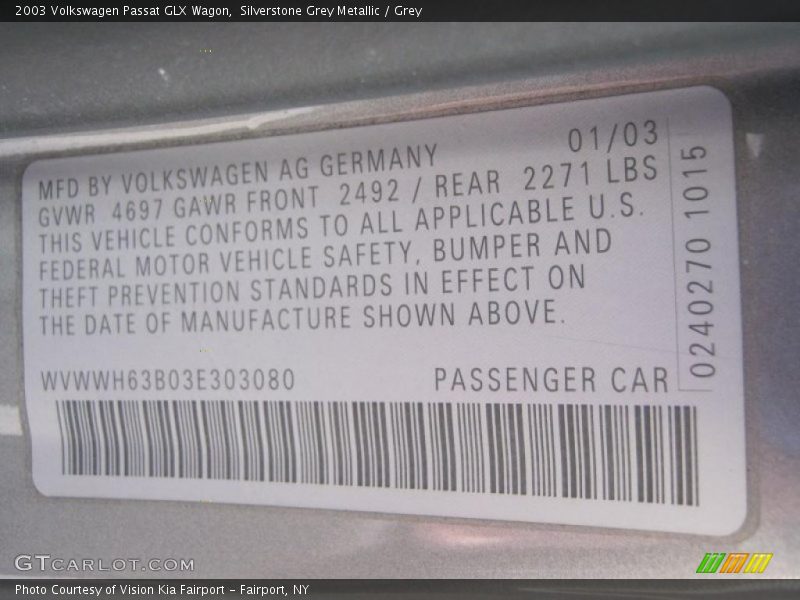 2003 Volkswagen Passat GLX Wagon,  Silverstone Grey Metallic / Grey
01/03
MFD BY VOLKSWAGEN AG GERMANY
GVWR 4697 GAWR FRONT 2492 / REAR 2271 LBS
THIS VEHICLE CONFORMS TO ALL APPLICABLE U.S.
FEDERAL MOTOR VEHICLE SAFETY, BUMPER AND
THEFT PREVENTION STANDARDS IN EFFECT ON
THE DATE OF MANUFACTURE SHOWN ABOVE.
0240270 1015
WVWWH63B03E303080 PASSENGER CAR
GTCARLOT.COM
Photo Courtesy of Vision Kia Fairport - Fairport, NY